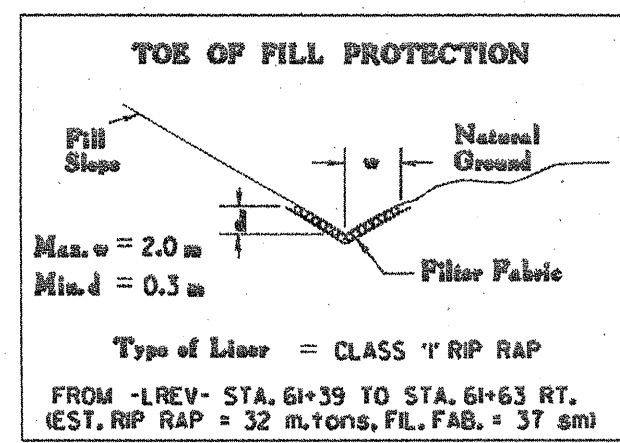 TOE OF FILL PROTECTION
Fill
Slope
Natural
Ground
w
d
Max. w = 2.0 m
Min. d = 0.3 m
Filter Fabric
Type of Liner = CLASS 'I' RIP RAP
FROM -LREV- STA. 61+39 TO STA. 61+63 RT.
(EST. RIP RAP = 32 m.tons, FIL. FAB. = 37 sm)